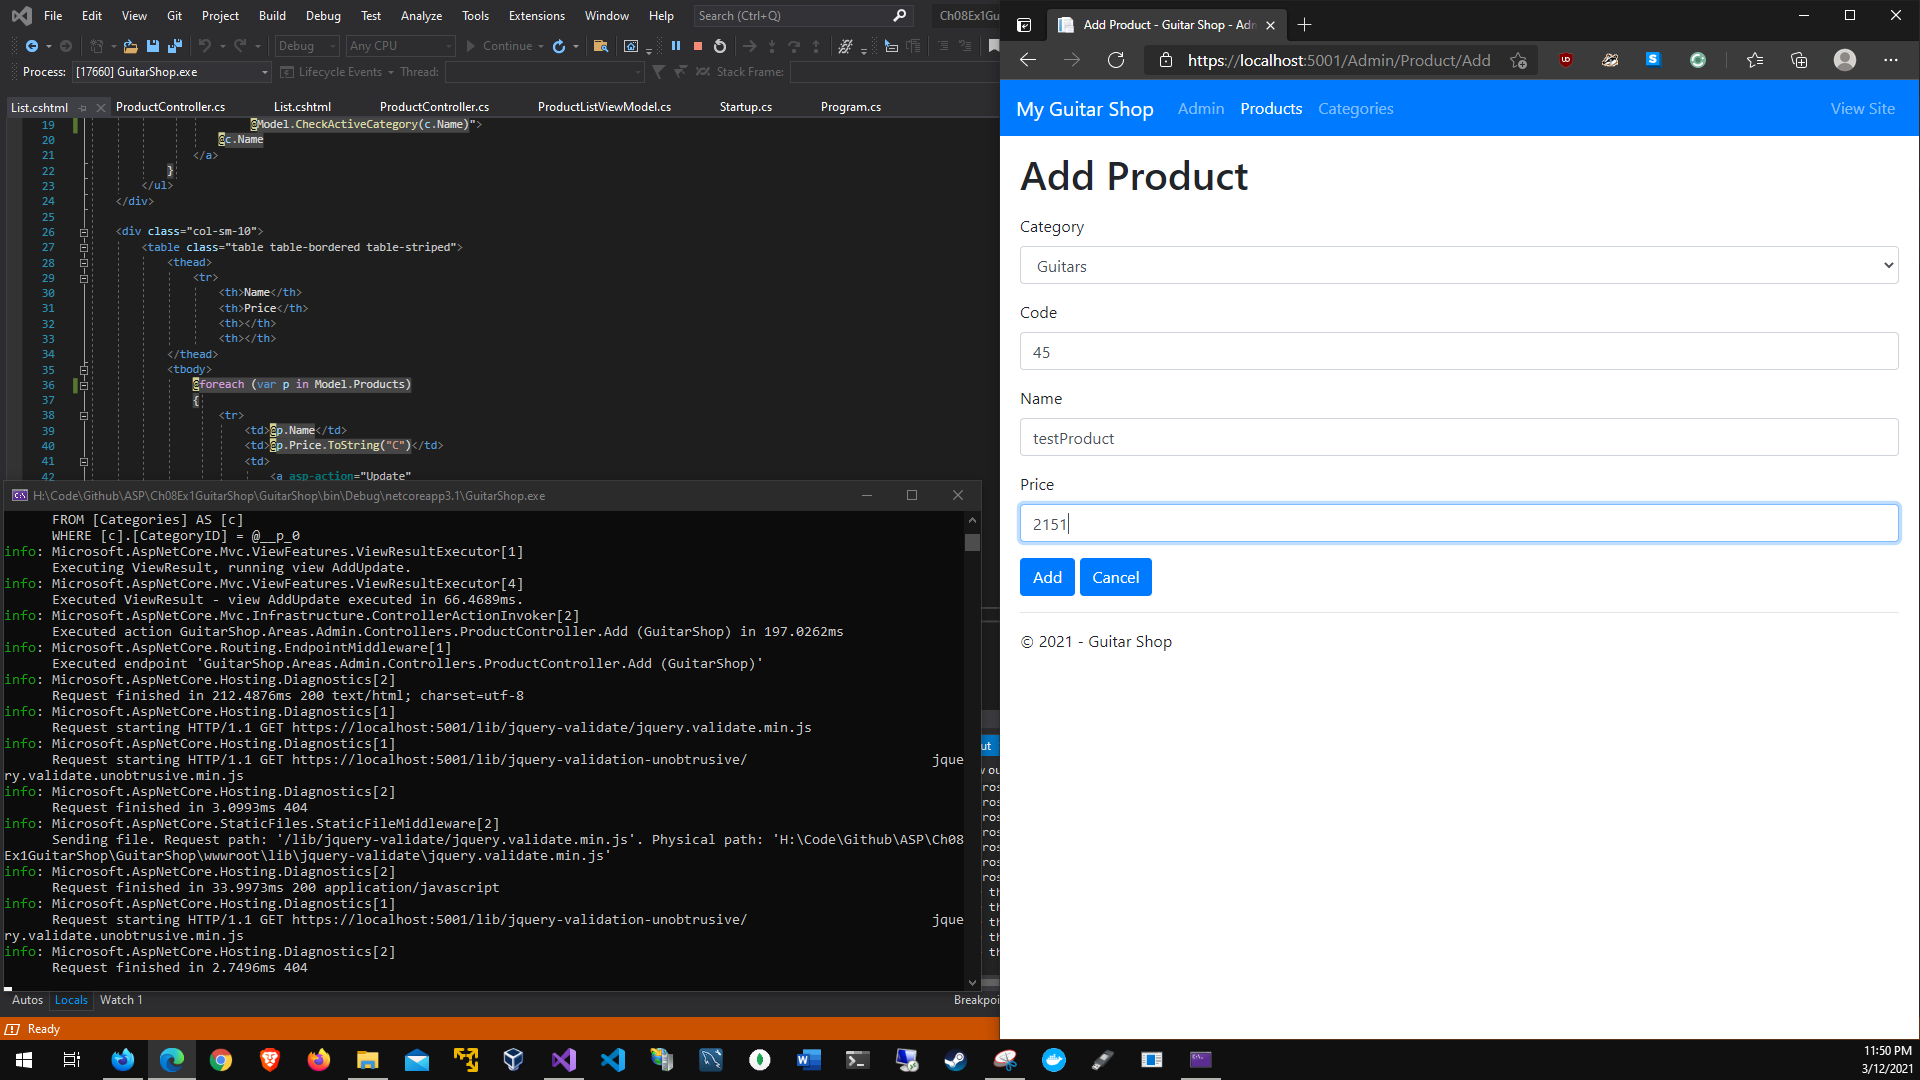 File Edit View Git Project Build Debug Test Analyze Tools Extensions Window Help Search (Ctrl+Q) Ch08Ex1Gu
Debug Any CPU Continue
Process: [17660] GuitarShop.exe Lifecycle Events Thread: Stack Frame:
List.cshtml ProductController.cs List.cshtml ProductController.cs ProductListViewModel.cs Startup.cs Program.cs
19 @Model.CheckActiveCategory(c.Name)">
20 @c.Name
21 </a>
22 }
23 </ul>
24 </div>
25
26 <div class="col-sm-10">
27 <table class="table table-bordered table-striped">
28 <thead>
29 <tr>
30 <th>Name</th>
31 <th>Price</th>
32 <th></th>
33 <th></th>
34 </thead>
35 <tbody>
36 @foreach (var p in Model.Products)
37 {
38 <tr>
39 <td>@p.Name</td>
40 <td>@p.Price.ToString("C")</td>
41 <td>
42 <a asp-action="Update"
H:\Code\Github\ASP\Ch08Ex1GuitarShop\GuitarShop\bin\Debug\netcoreapp3.1\GuitarShop.exe
FROM [Categories] AS [c]
WHERE [c].[CategoryID] = @__p_0
info: Microsoft.AspNetCore.Mvc.ViewFeatures.ViewResultExecutor[1]
Executing ViewResult, running view AddUpdate.
info: Microsoft.AspNetCore.Mvc.ViewFeatures.ViewResultExecutor[4]
Executed ViewResult - view AddUpdate executed in 66.4689ms.
info: Microsoft.AspNetCore.Mvc.Infrastructure.ControllerActionInvoker[2]
Executed action GuitarShop.Areas.Admin.Controllers.ProductController.Add (GuitarShop) in 197.0262ms
info: Microsoft.AspNetCore.Routing.EndpointMiddleware[1]
Executed endpoint 'GuitarShop.Areas.Admin.Controllers.ProductController.Add (GuitarShop)'
info: Microsoft.AspNetCore.Hosting.Diagnostics[2]
Request finished in 212.4876ms 200 text/html; charset=utf-8
info: Microsoft.AspNetCore.Hosting.Diagnostics[1]
Request starting HTTP/1.1 GET https://localhost:5001/lib/jquery-validate/jquery.validate.min.js
info: Microsoft.AspNetCore.Hosting.Diagnostics[1]
Request starting HTTP/1.1 GET https://localhost:5001/lib/jquery-validation-unobtrusive/ jque
ry.validate.unobtrusive.min.js
info: Microsoft.AspNetCore.Hosting.Diagnostics[2]
Request finished in 3.0993ms 404
info: Microsoft.AspNetCore.StaticFiles.StaticFileMiddleware[2]
Sending file. Request path: '/lib/jquery-validate/jquery.validate.min.js'. Physical path: 'H:\Code\Github\ASP\Ch08
Ex1GuitarShop\GuitarShop\wwwroot\lib\jquery-validate\jquery.validate.min.js'
info: Microsoft.AspNetCore.Hosting.Diagnostics[2]
Request finished in 33.9973ms 200 application/javascript
info: Microsoft.AspNetCore.Hosting.Diagnostics[1]
Request starting HTTP/1.1 GET https://localhost:5001/lib/jquery-validation-unobtrusive/ jque
ry.validate.unobtrusive.min.js
info: Microsoft.AspNetCore.Hosting.Diagnostics[2]
Request finished in 2.7496ms 404
Autos Locals Watch 1 Breakpoi
Ready
Add Product - Guitar Shop - Adm
https://localhost:5001/Admin/Product/Add
My Guitar Shop Admin Products Categories View Site
Add Product
Category
Guitars
Code
45
Name
testProduct
Price
2151
Add Cancel
© 2021 - Guitar Shop
11:50 PM
3/12/2021